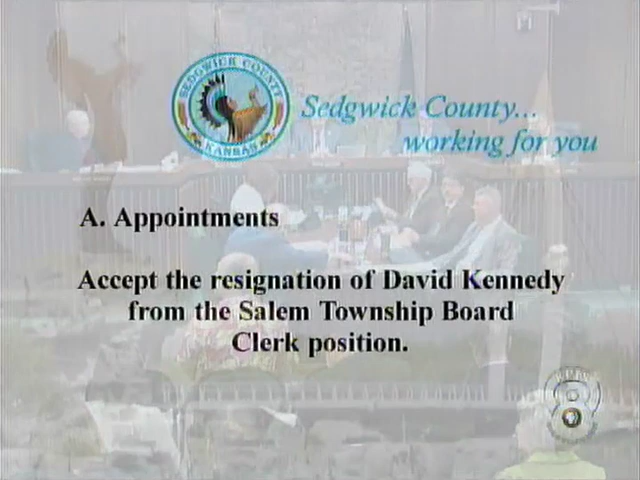 SEDGWICK COUNTY
KANSAS
Sedgwick County...
working for you
A. Appointments
Accept the resignation of David Kennedy
from the Salem Township Board
Clerk position.
8